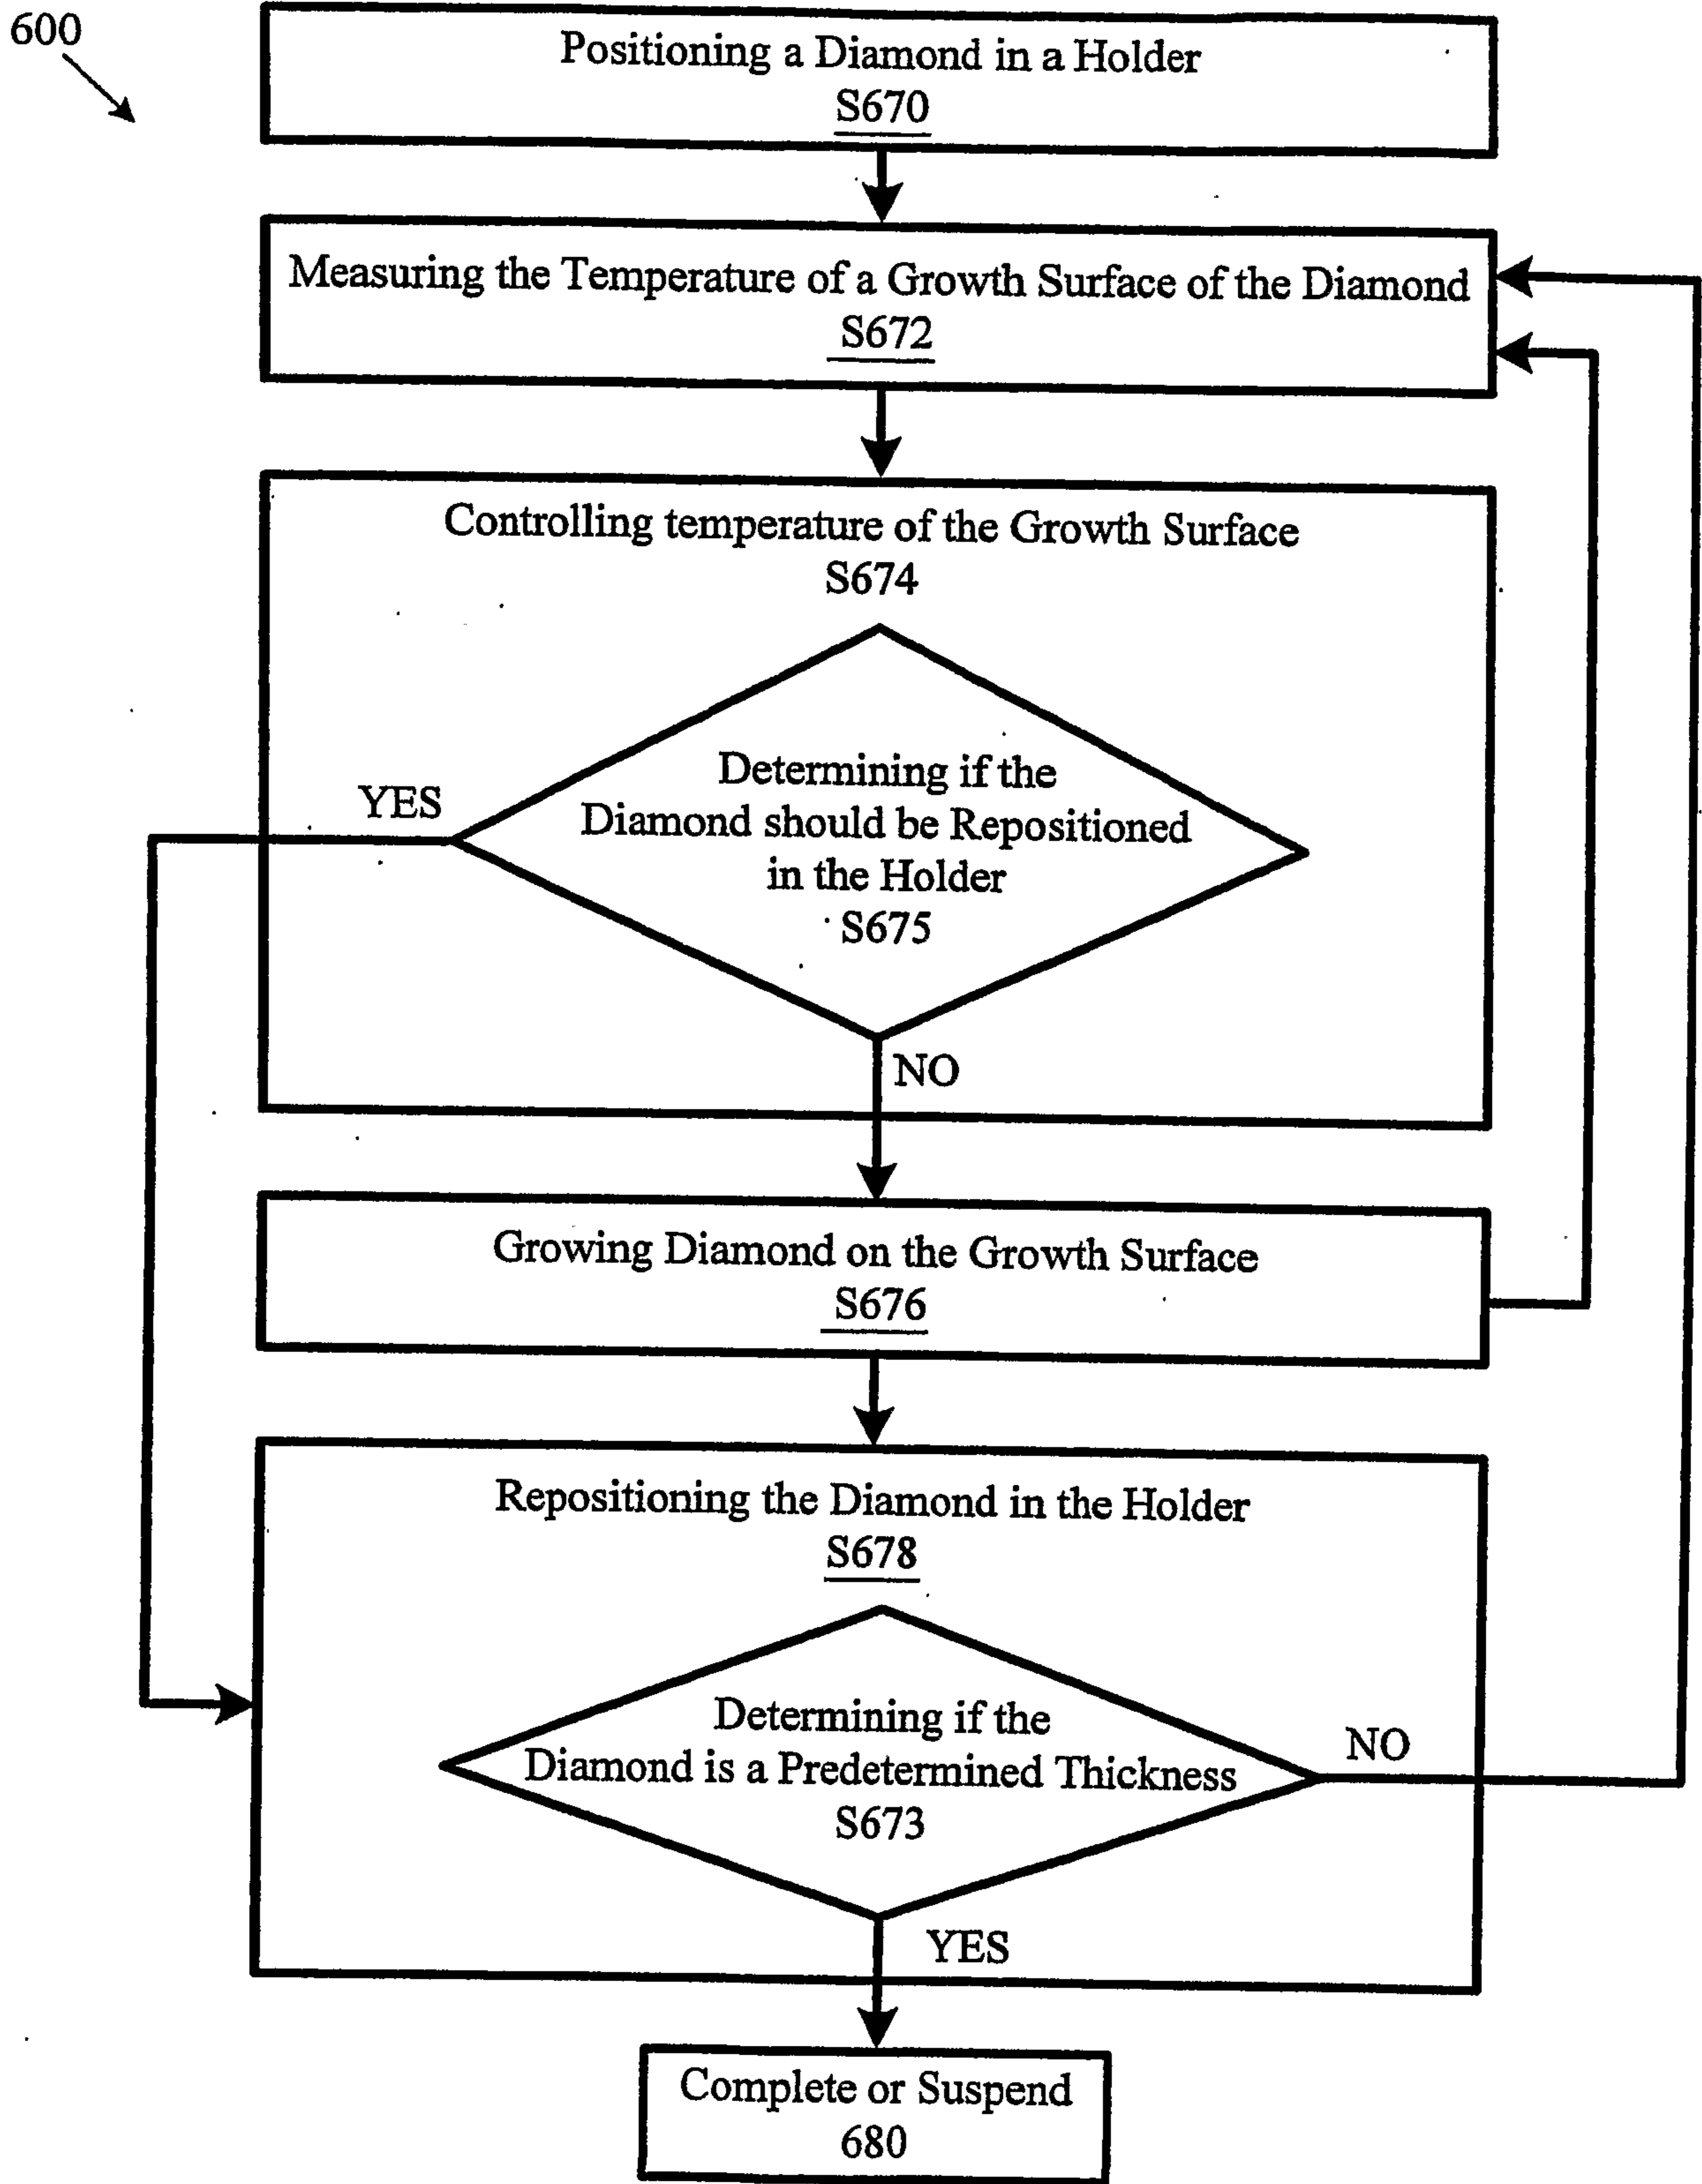 600
Positioning a Diamond in a Holder
S670
Measuring the Temperature of a Growth Surface of the Diamond
S672
Controlling temperature of the Growth Surface
S674
YES
Determining if the
Diamond should be Repositioned
in the Holder
S675
NO
Growing Diamond on the Growth Surface
S676
Repositioning the Diamond in the Holder
S678
Determining if the
Diamond is a Predetermined Thickness
S673
NO
YES
Complete or Suspend
680